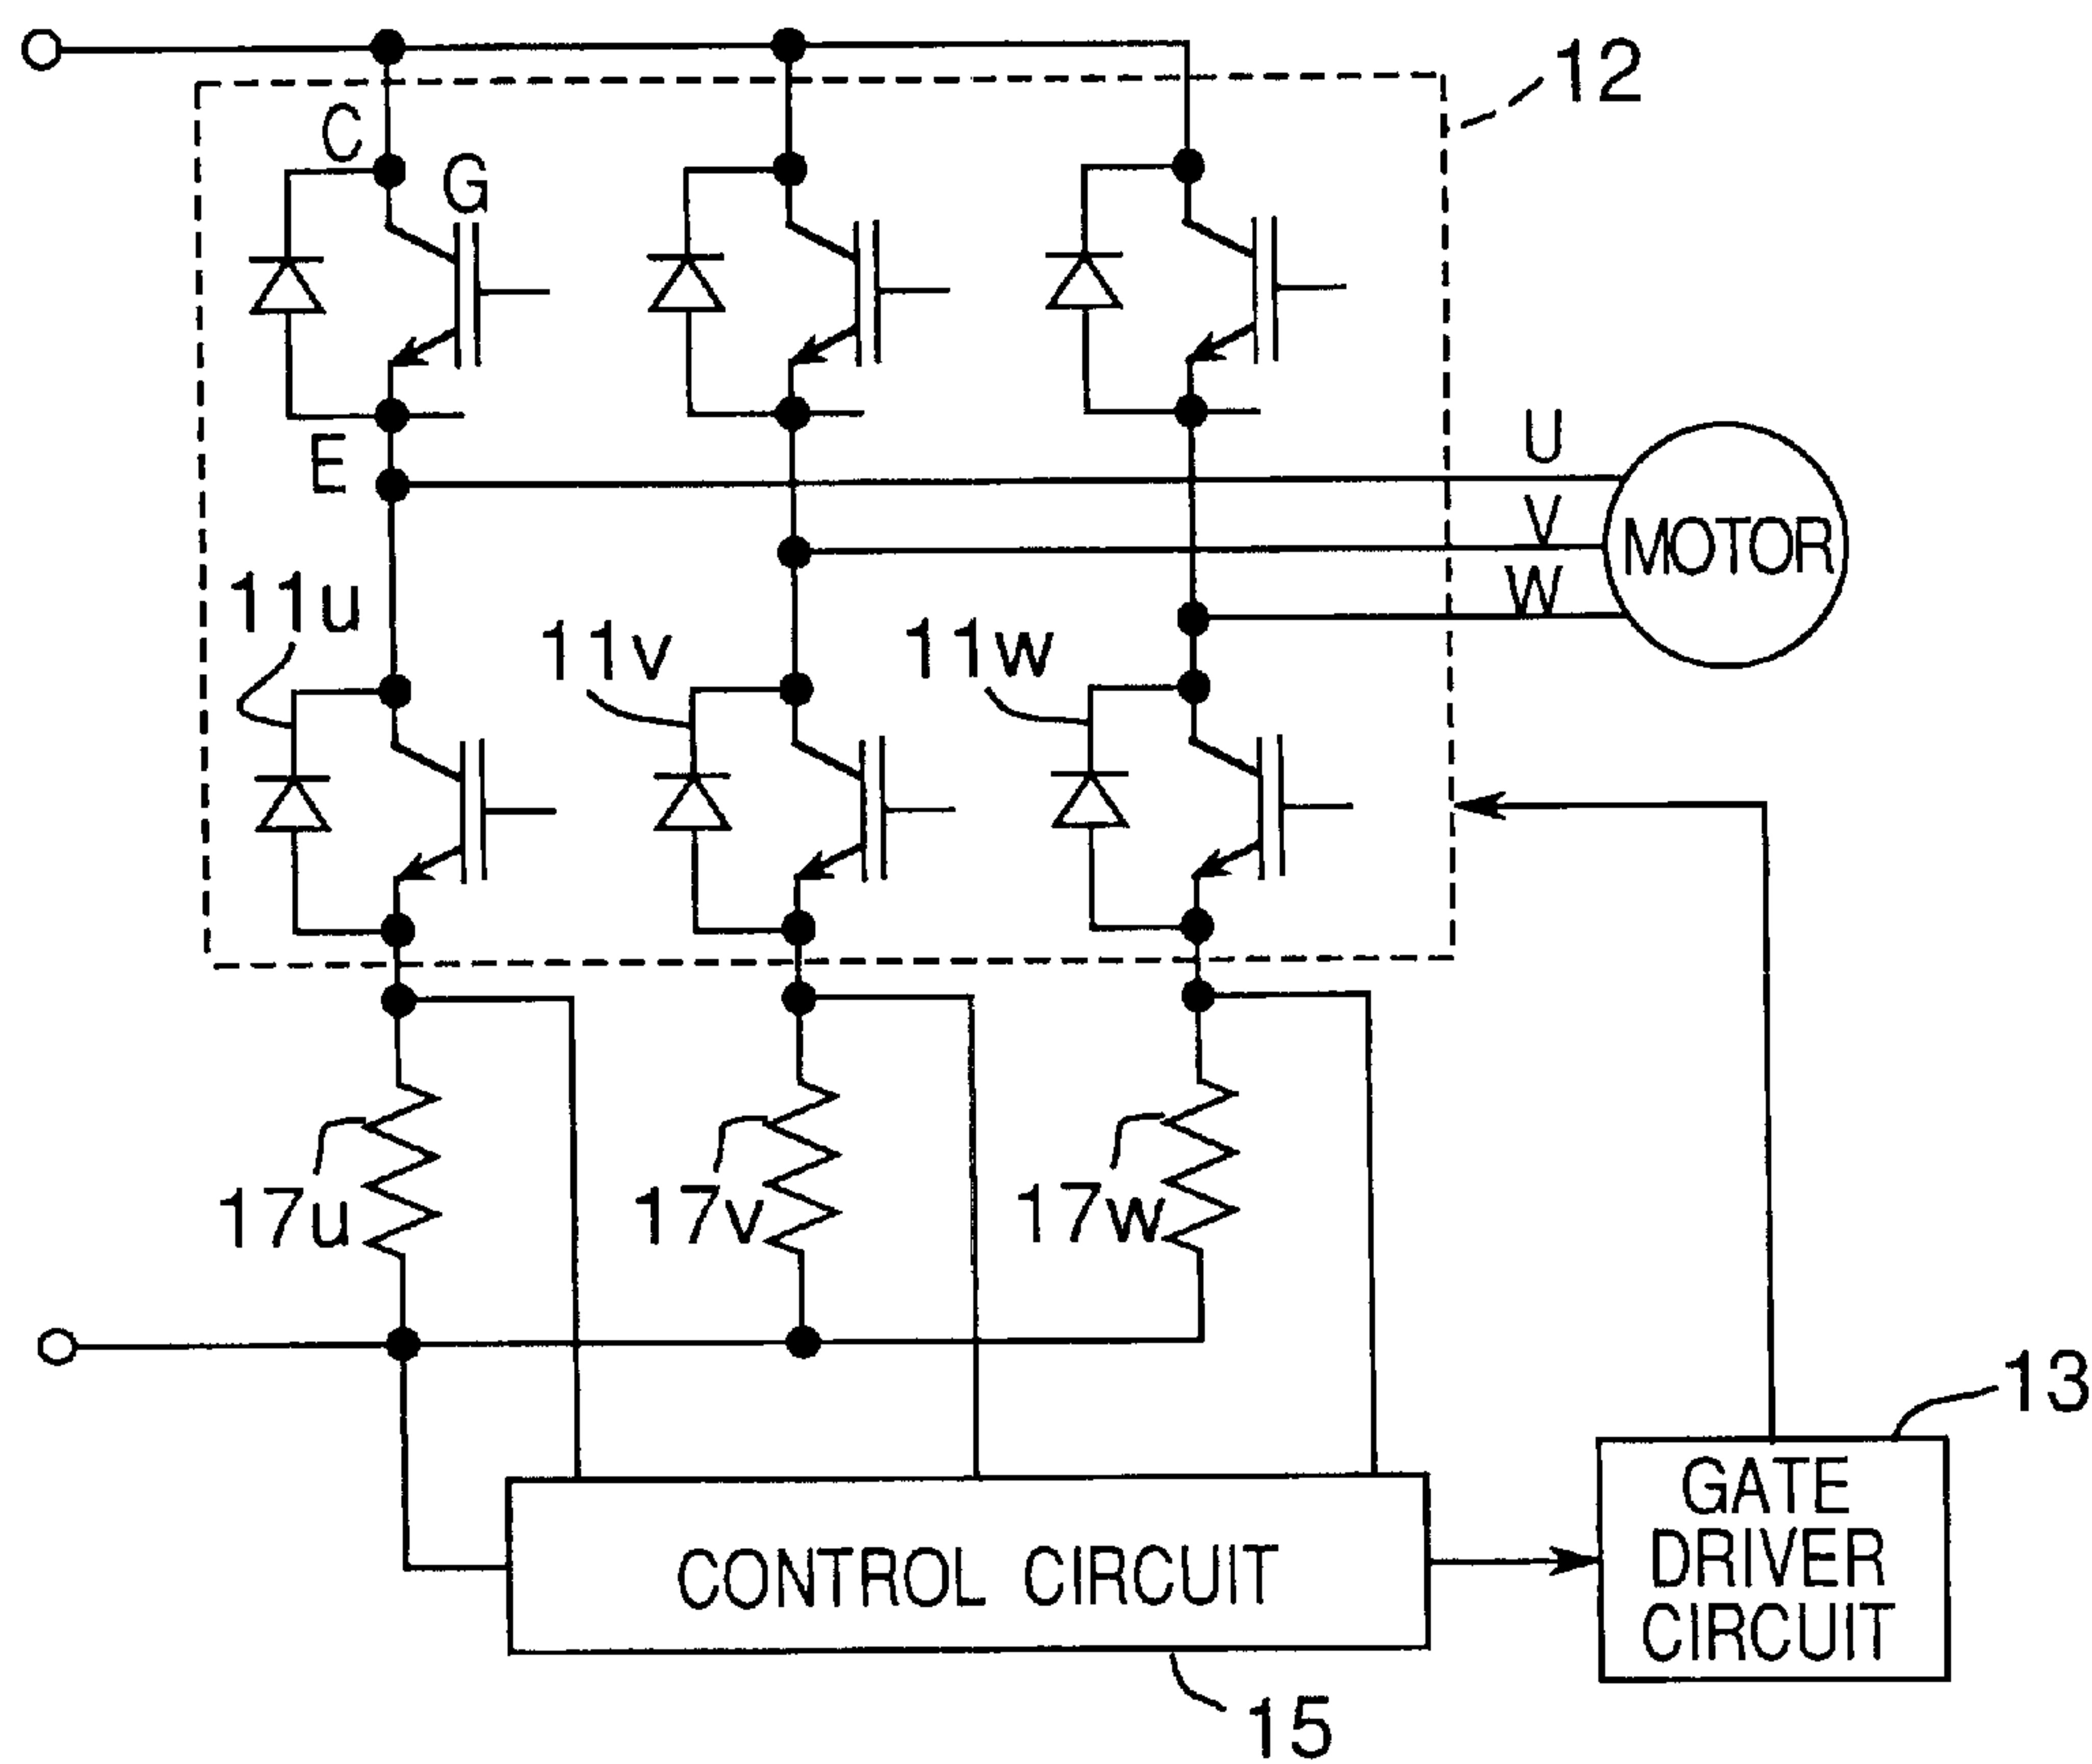 12
C
G
E
U
V
W
MOTOR
11u
11v
11w
17u
17v
17w
13
GATE
DRIVER
CIRCUIT
CONTROL CIRCUIT
15